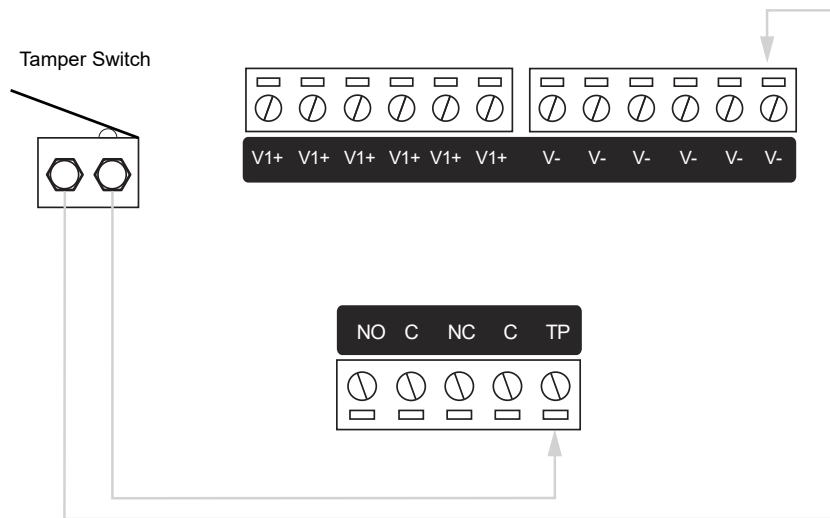 Tamper Switch
V1+ V1+ V1+ V1+ V1+ V1+ V- V- V- V- V- V-
NO C NC C TP